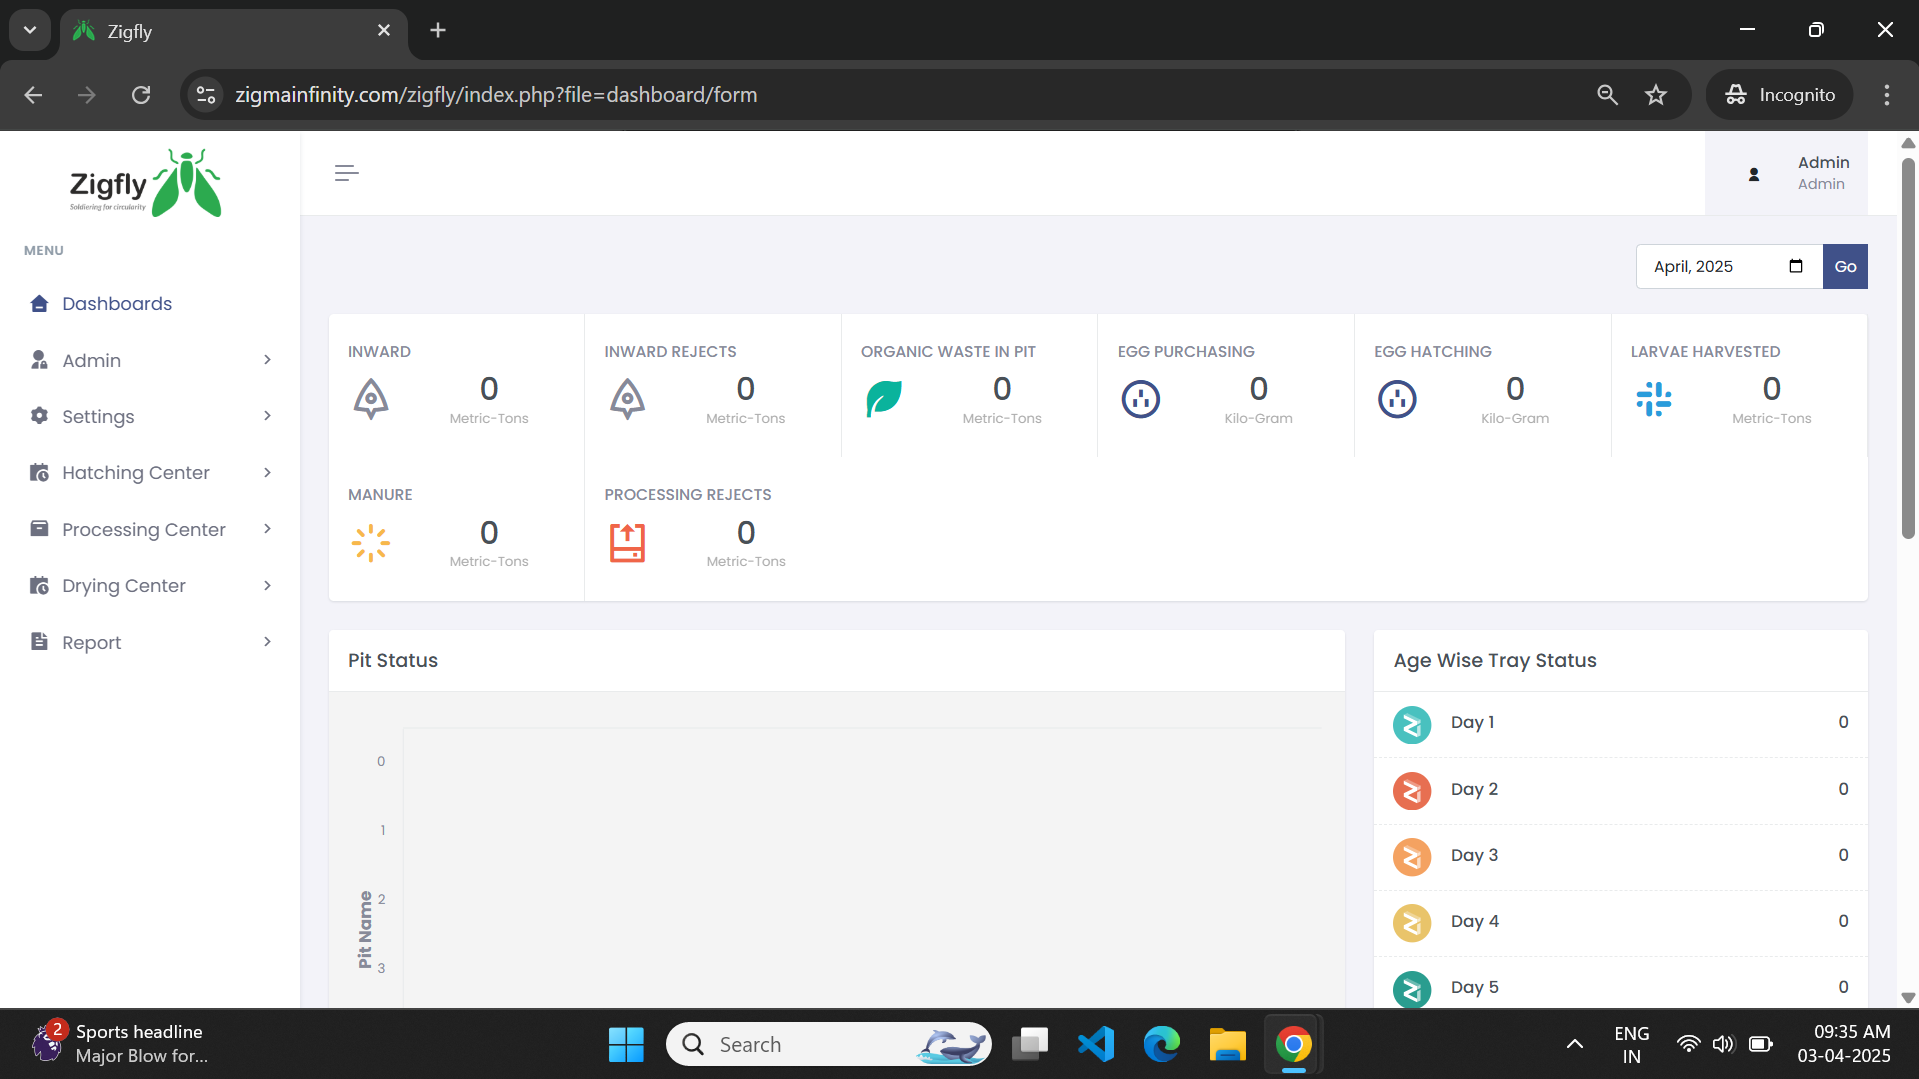 Zigfly
zigmainfinity.com/zigfly/index.php?file=dashboard/form
Incognito
Zigfly
Soldiering for circularity
MENU
Dashboards
Admin
Settings
Hatching Center
Processing Center
Drying Center
Report
Admin
Admin
April, 2025
Go
INWARD
0
Metric-Tons
INWARD REJECTS
0
Metric-Tons
ORGANIC WASTE IN PIT
0
Metric-Tons
EGG PURCHASING
0
Kilo-Gram
EGG HATCHING
0
Kilo-Gram
LARVAE HARVESTED
0
Metric-Tons
MANURE
0
Metric-Tons
PROCESSING REJECTS
0
Metric-Tons
Pit Status
0
1
2
3
Pit Name
Age Wise Tray Status
Day 1 0
Day 2 0
Day 3 0
Day 4 0
Day 5 0
2
Sports headline
Major Blow for...
Search
ENG
IN
09:35 AM
03-04-2025